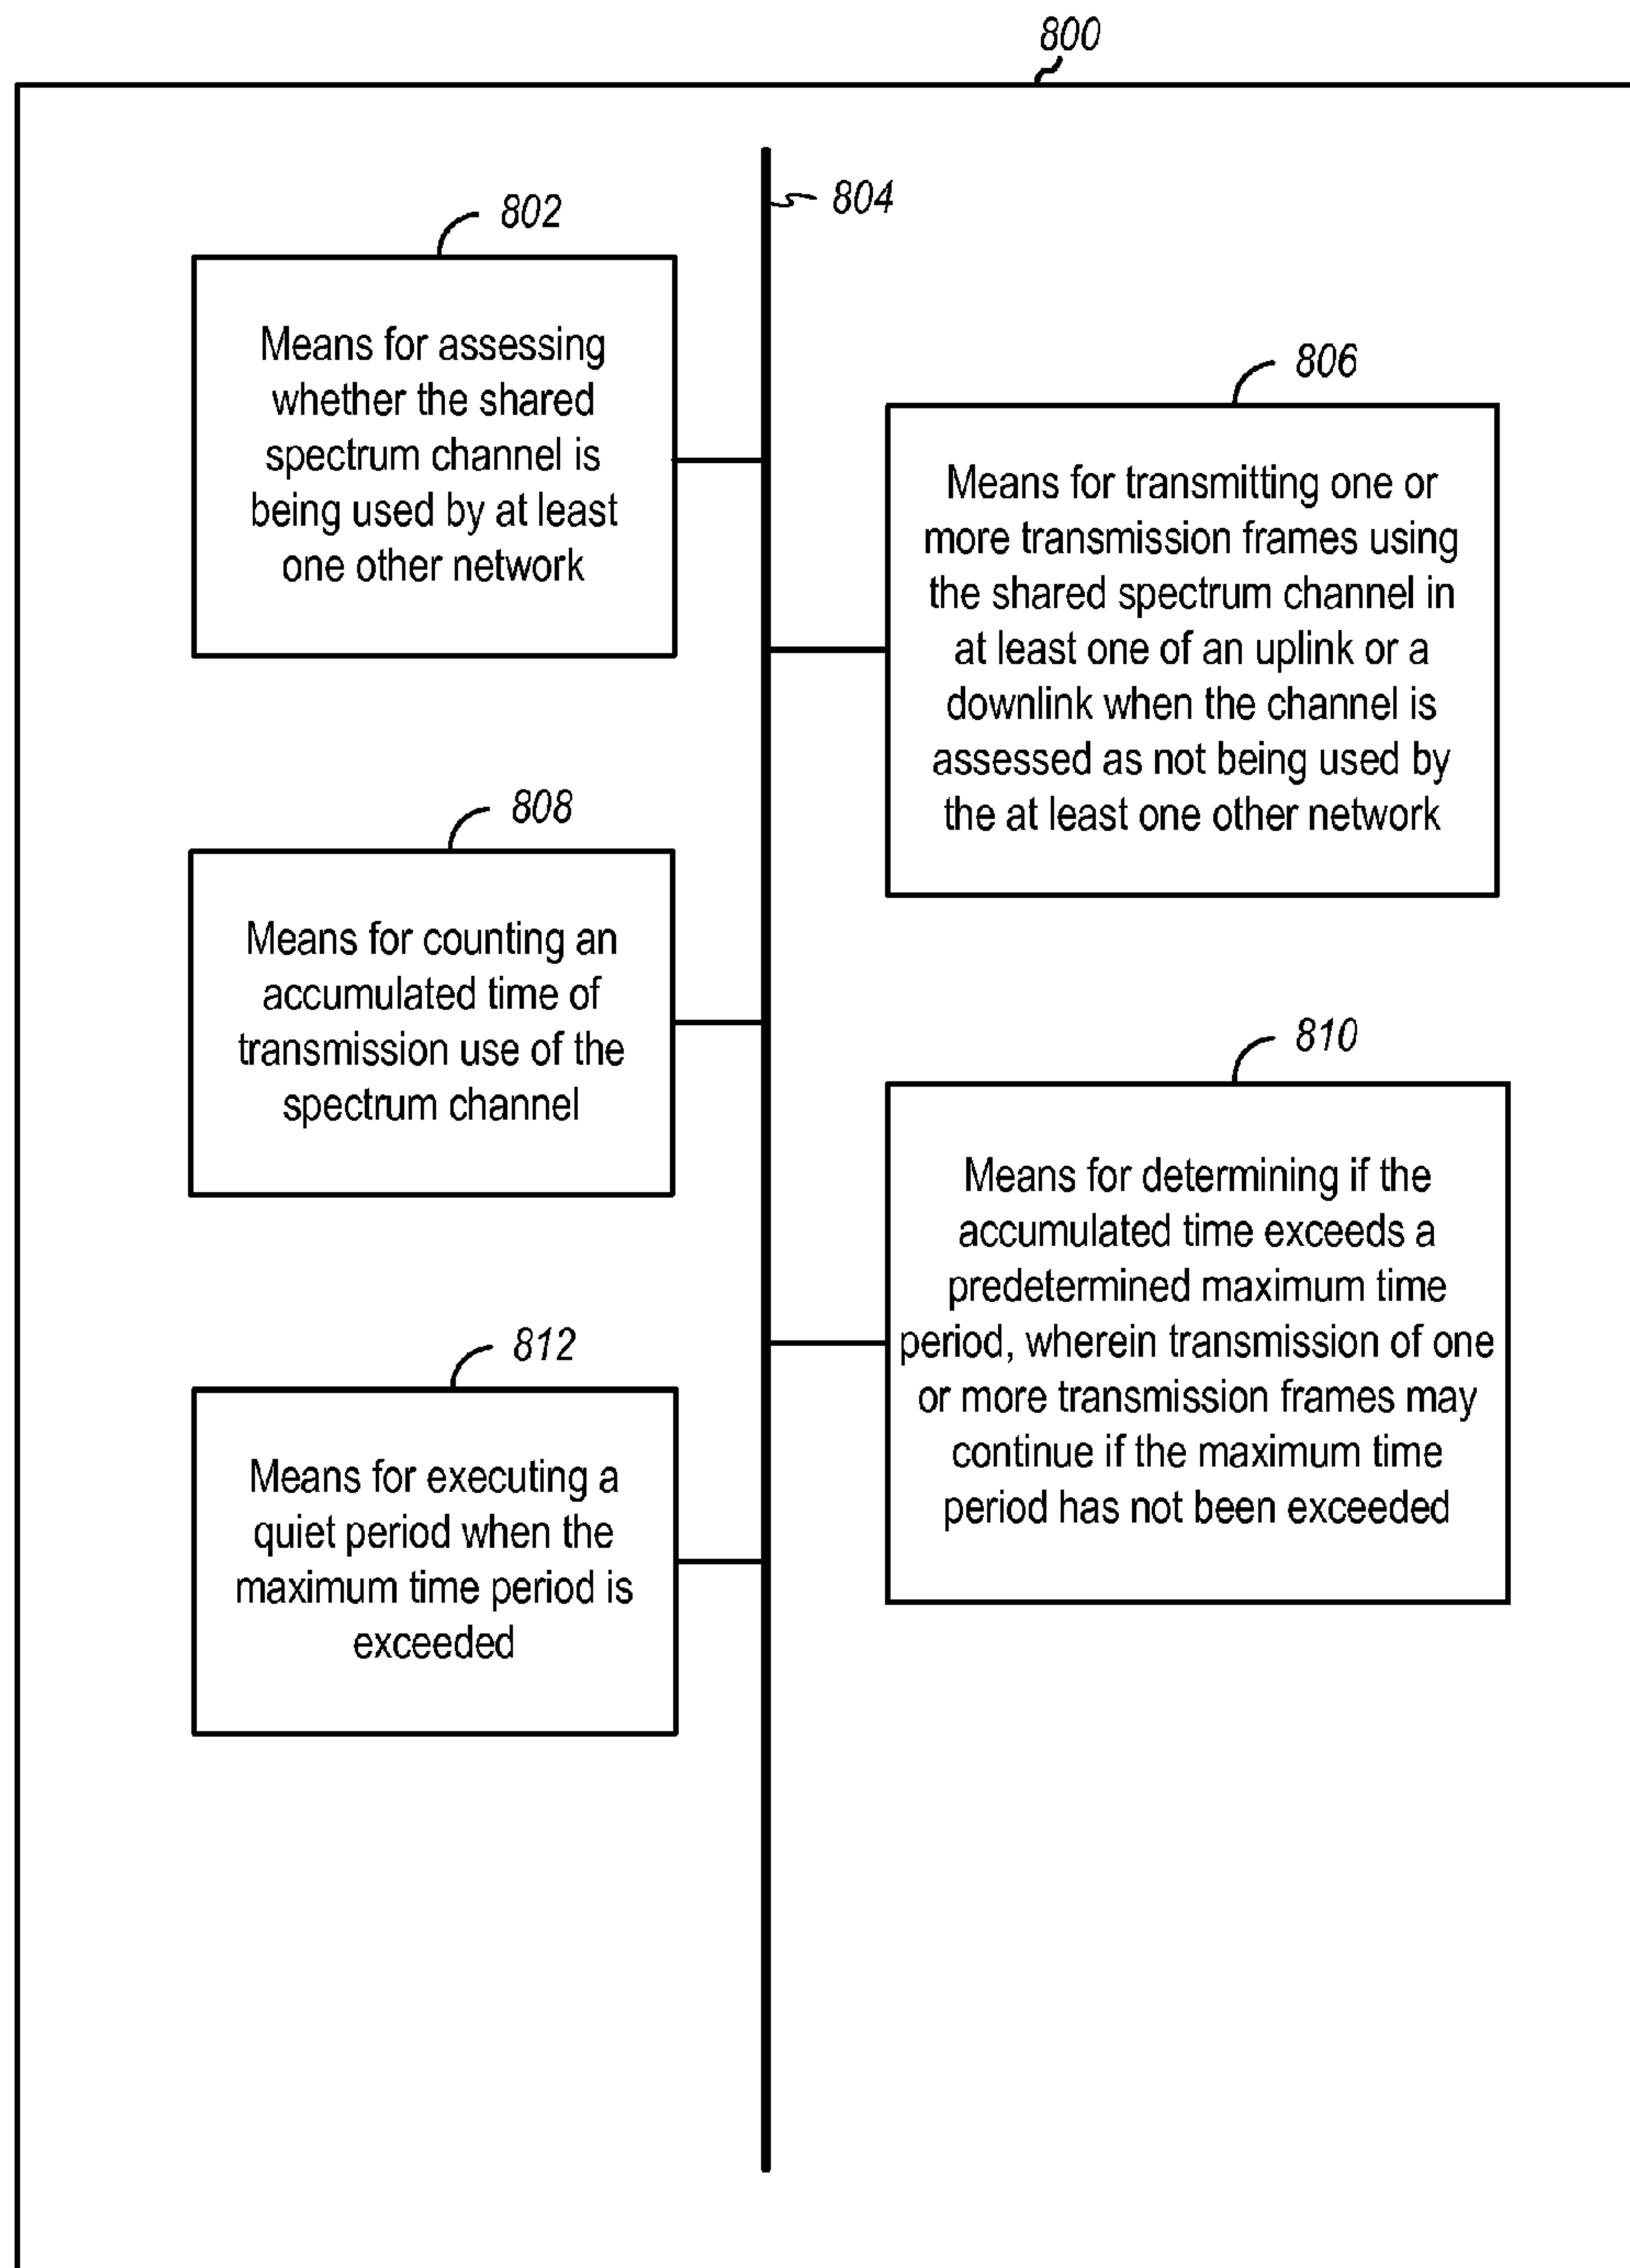 800
804
802
Means for assessing
whether the shared
spectrum channel is
being used by at least
one other network
806
Means for transmitting one or
more transmission frames using
the shared spectrum channel in
at least one of an uplink or a
downlink when the channel is
assessed as not being used by
the at least one other network
808
Means for counting an
accumulated time of
transmission use of the
spectrum channel
810
Means for determining if the
accumulated time exceeds a
predetermined maximum time
period, wherein transmission of one
or more transmission frames may
continue if the maximum time
period has not been exceeded
812
Means for executing a
quiet period when the
maximum time period is
exceeded